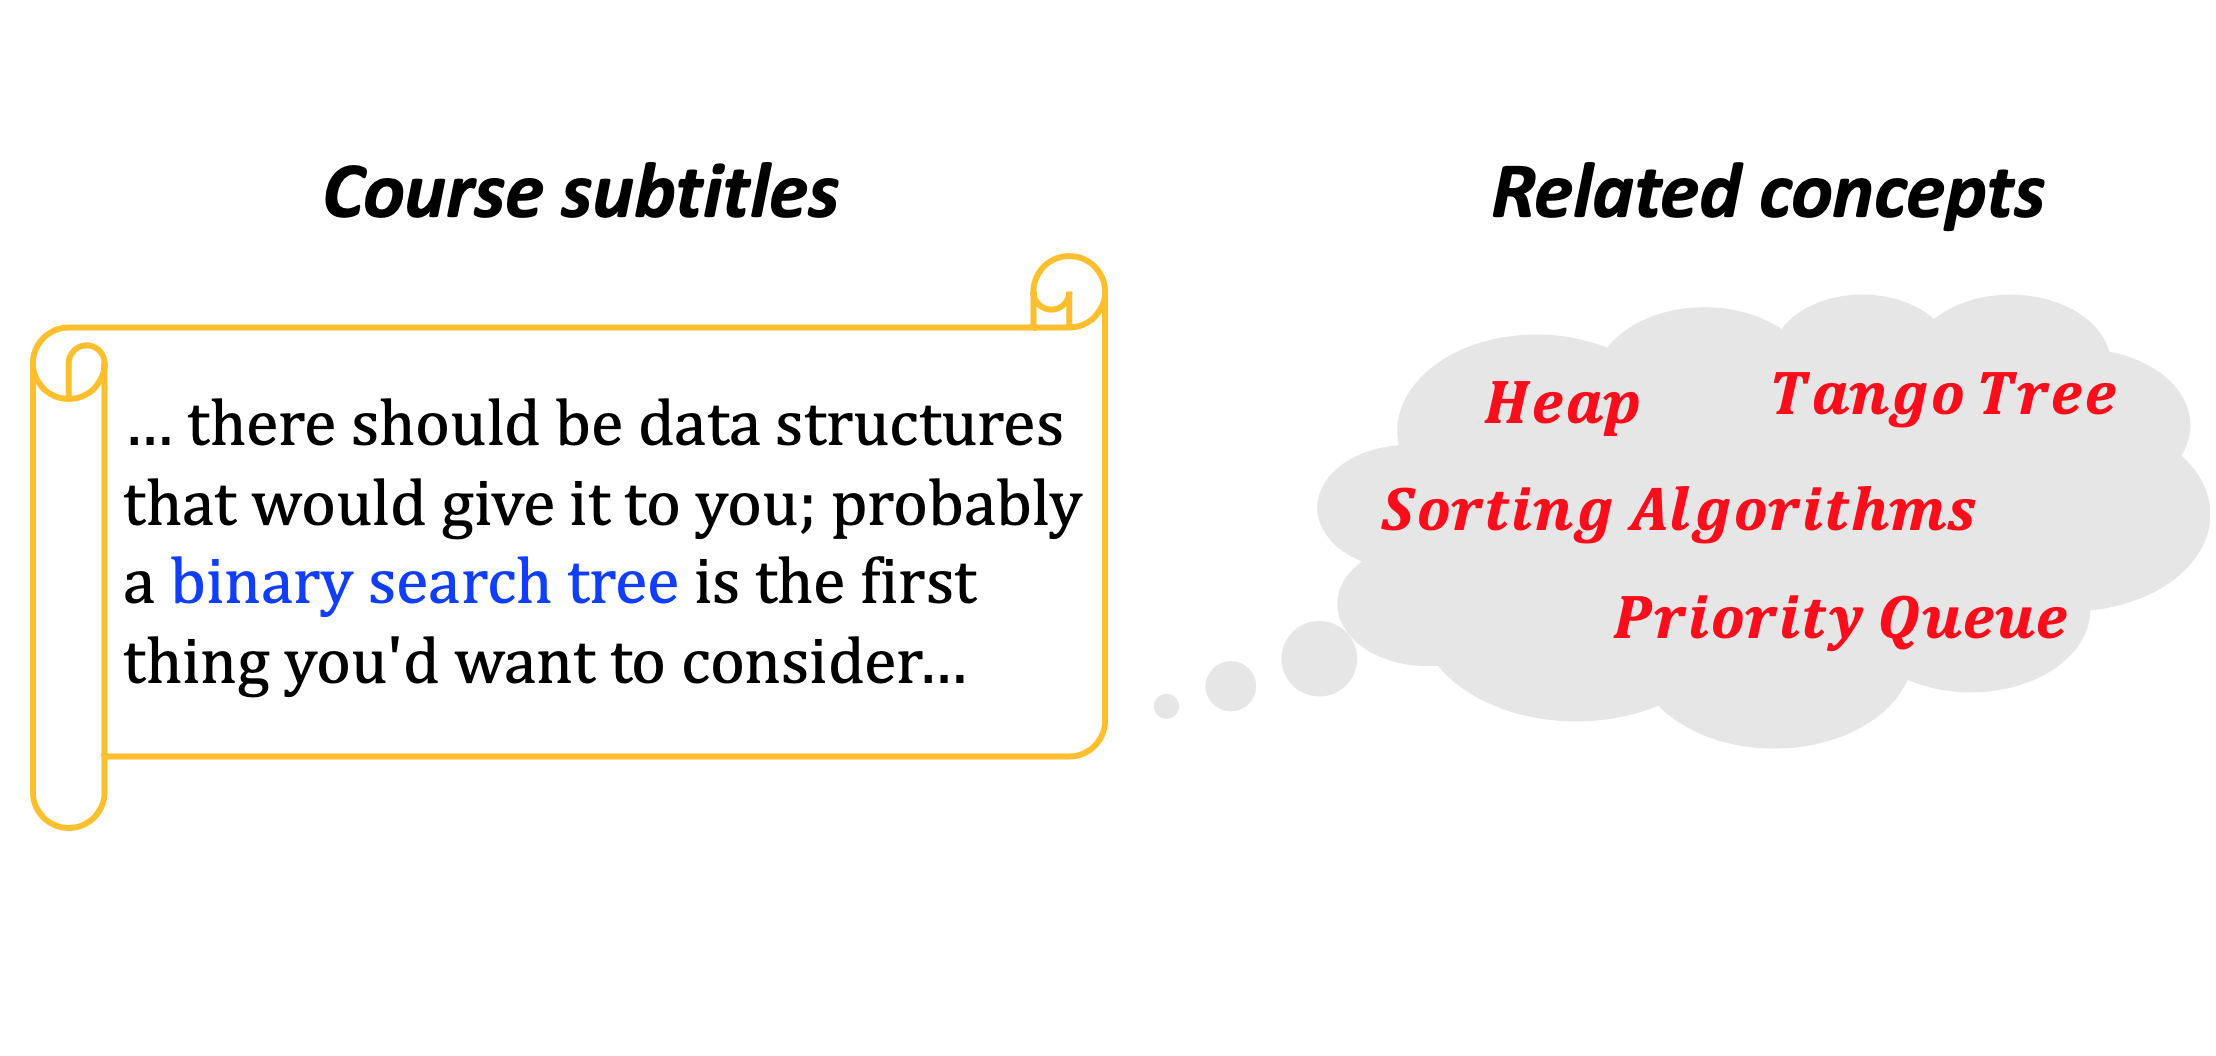 Course subtitles
… there should be data structures
that would give it to you; probably
a binary search tree is the first
thing you'd want to consider…
Related concepts
Heap
Tango Tree
Sorting Algorithms
Priority Queue